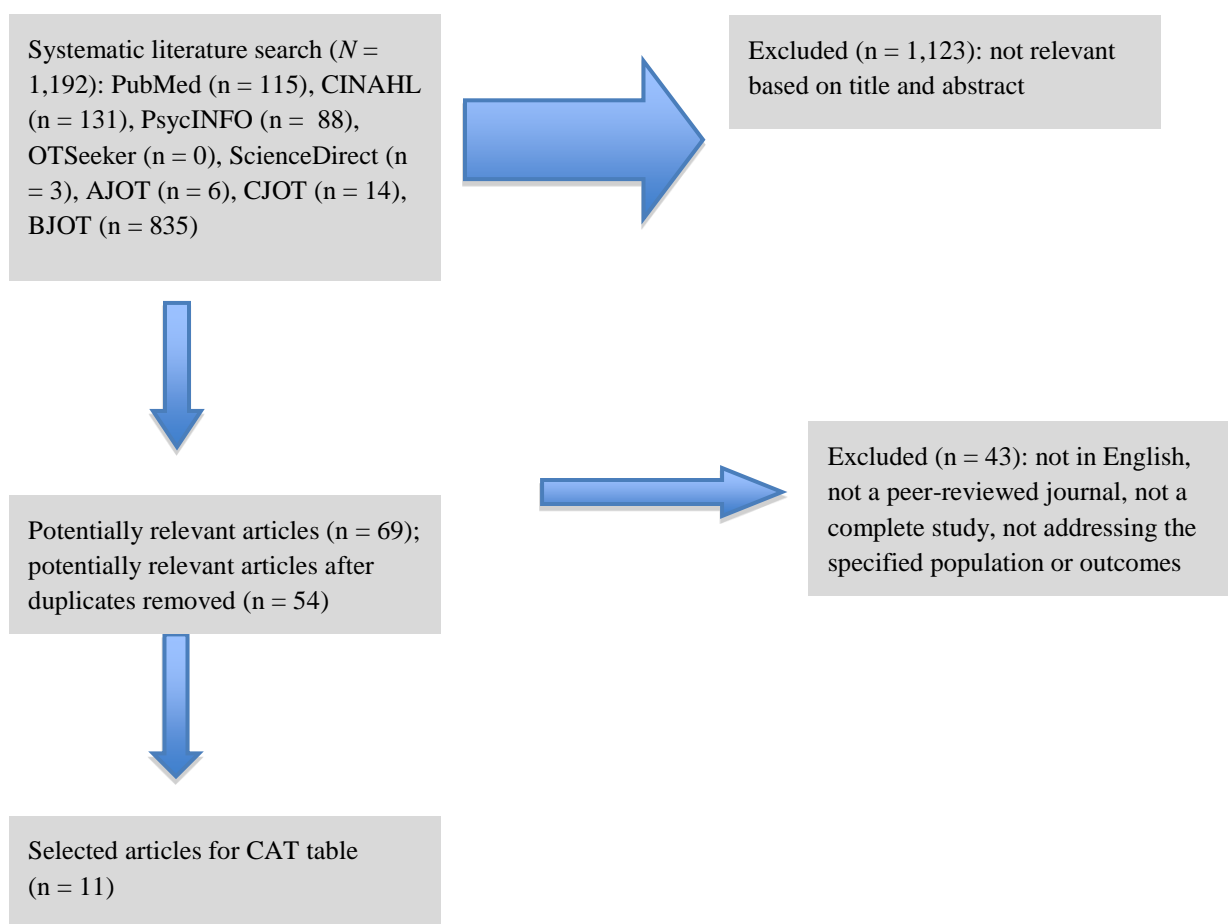 Systematic literature search (N =
1,192): PubMed (n = 115), CINAHL
(n = 131), PsycINFO (n =  88),
OTSeeker (n = 0), ScienceDirect (n
= 3), AJOT (n = 6), CJOT (n = 14),
BJOT (n = 835)
Excluded (n = 1,123): not relevant
based on title and abstract
Potentially relevant articles (n = 69);
potentially relevant articles after
duplicates removed (n = 54)
Excluded (n = 43): not in English,
not a peer-reviewed journal, not a
complete study, not addressing the
specified population or outcomes
Selected articles for CAT table
(n = 11)